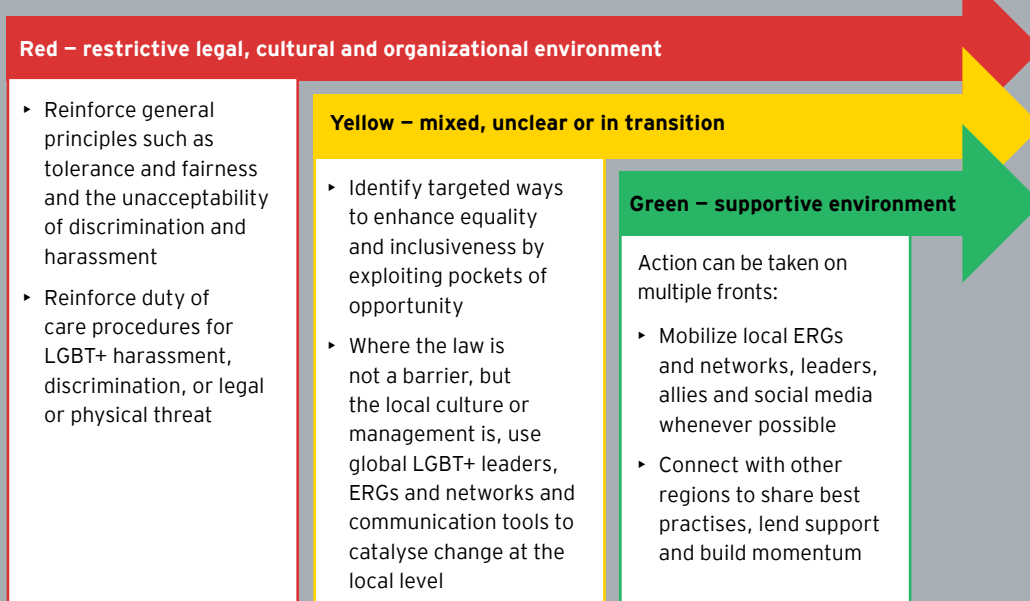 Red – restrictive legal, cultural and organizational environment
‣ Reinforce general
principles such as
tolerance and fairness
and the unacceptability
of discrimination and
harassment
‣ Reinforce duty of
care procedures for
LGBT+ harassment,
discrimination, or legal
or physical threat
Yellow – mixed, unclear or in transition
‣ Identify targeted ways
to enhance equality
and inclusiveness by
exploiting pockets of
opportunity
‣ Where the law is
not a barrier, but
the local culture or
management is, use
global LGBT+ leaders,
ERGs and networks and
communication tools to
catalyse change at the
local level
Green – supportive environment
Action can be taken on
multiple fronts:
‣ Mobilize local ERGs
and networks, leaders,
allies and social media
whenever possible
‣ Connect with other
regions to share best
practises, lend support
and build momentum